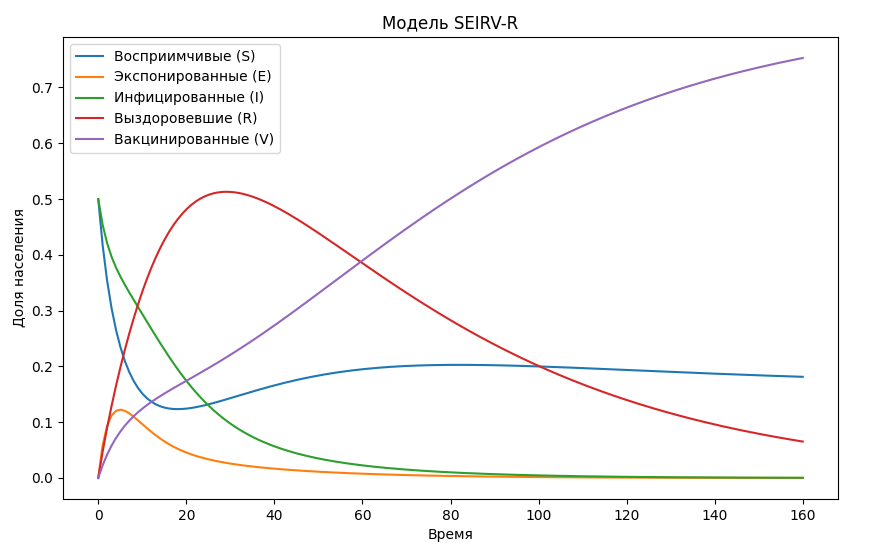 Модель SEIRV-R
Восприимчивые (S)
Экспонированные (E)
Инфицированные (I)
Выздоровевшие (R)
Вакцинированные (V)
Доля населения
0.7
0.6
0.5
0.4
0.3
0.2
0.1
0.0
0 20 40 60 80 100 120 140 160
Время